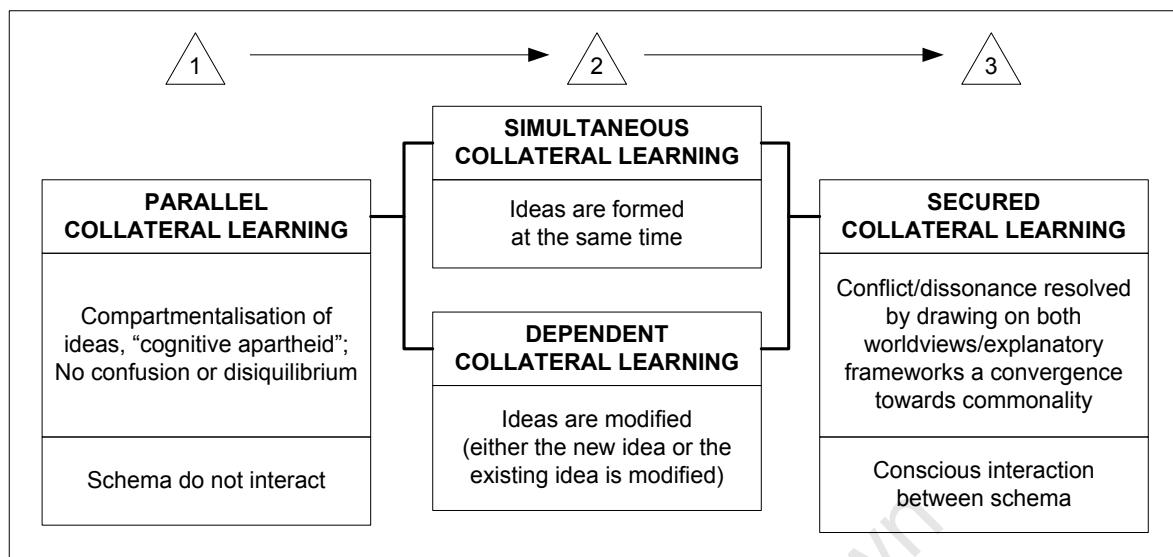 1
2
3
PARALLEL
COLLATERAL LEARNING
Compartmentalisation of
ideas, “cognitive apartheid”;
No confusion or disiquilibrium
Schema do not interact
SIMULTANEOUS
COLLATERAL LEARNING
Ideas are formed
at the same time
DEPENDENT
COLLATERAL LEARNING
Ideas are modified
(either the new idea or the
existing idea is modified)
SECURED
COLLATERAL LEARNING
Conflict/dissonance resolved
by drawing on both
worldviews/explanatory
frameworks a convergence
towards commonality
Conscious interaction
between schema